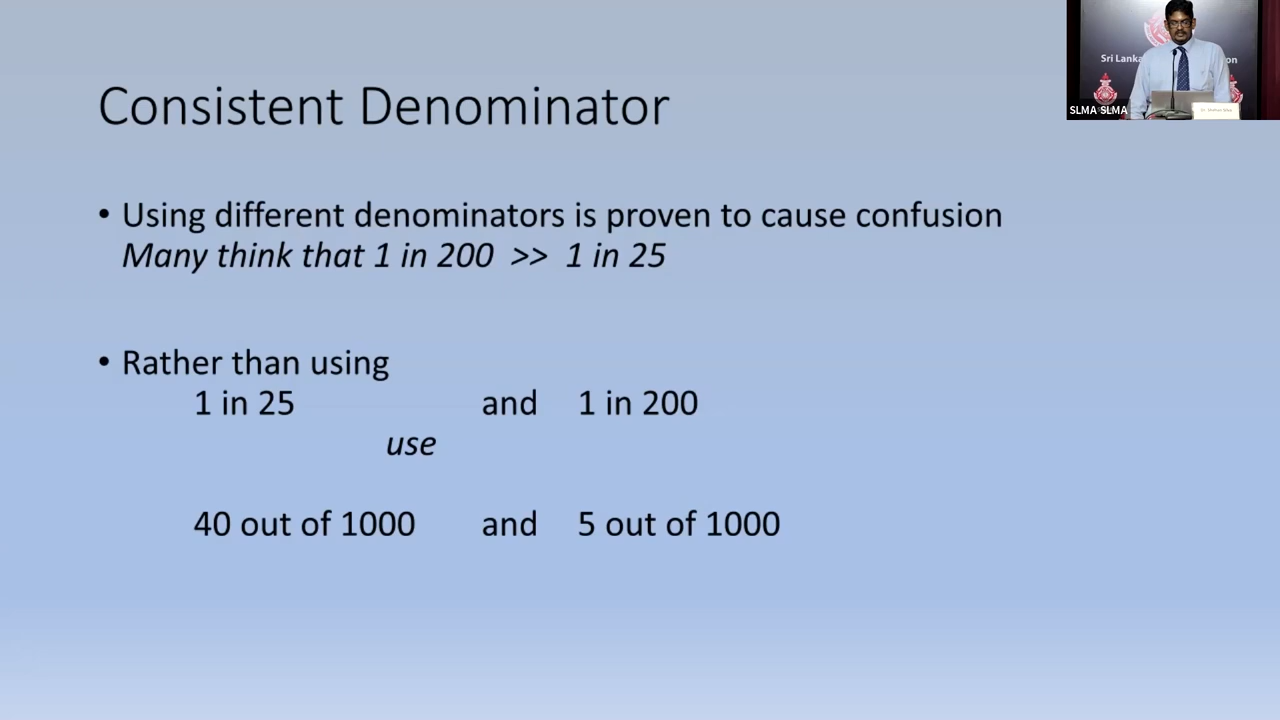 Consistent Denominator
• Using different denominators is proven to cause confusion
Many think that 1 in 200 >> 1 in 25
• Rather than using
1 in 25 and 1 in 200
use
40 out of 1000 and 5 out of 1000
Sri Lanka on
SLMA SLMA